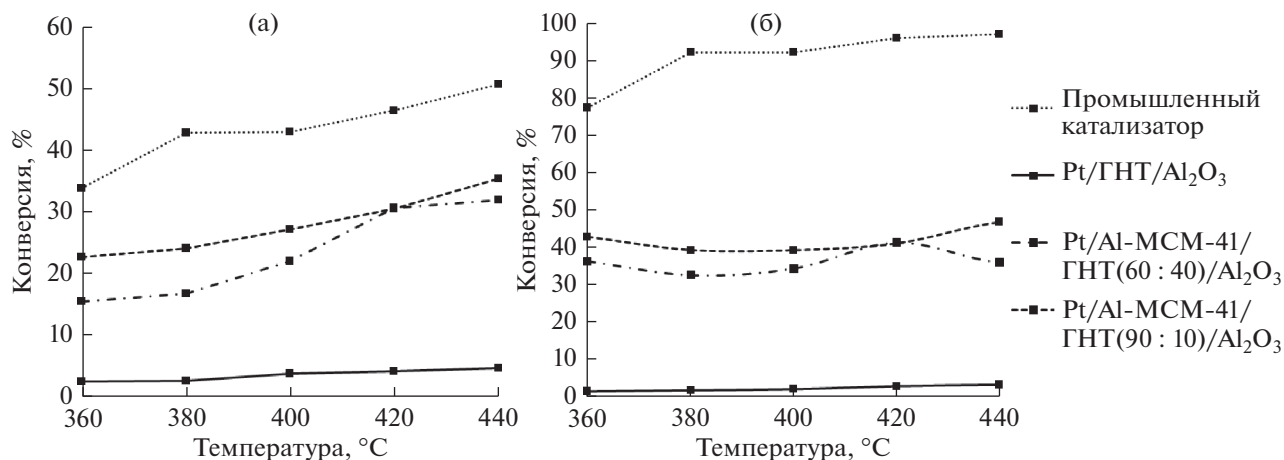 (а)
60
50
40
30
20
10
0
Конверсия, %
360
380
400
420
440
Температура, °C
(б)
100
90
80
70
60
50
40
30
20
10
0
Конверсия, %
360
380
400
420
440
Температура, °C
Промышленный
катализатор
Pt/ГНТ/Al₂O₃
Pt/Al-MCM-41/
ГНТ(60 : 40)/Al₂O₃
Pt/Al-MCM-41/
ГНТ(90 : 10)/Al₂O₃